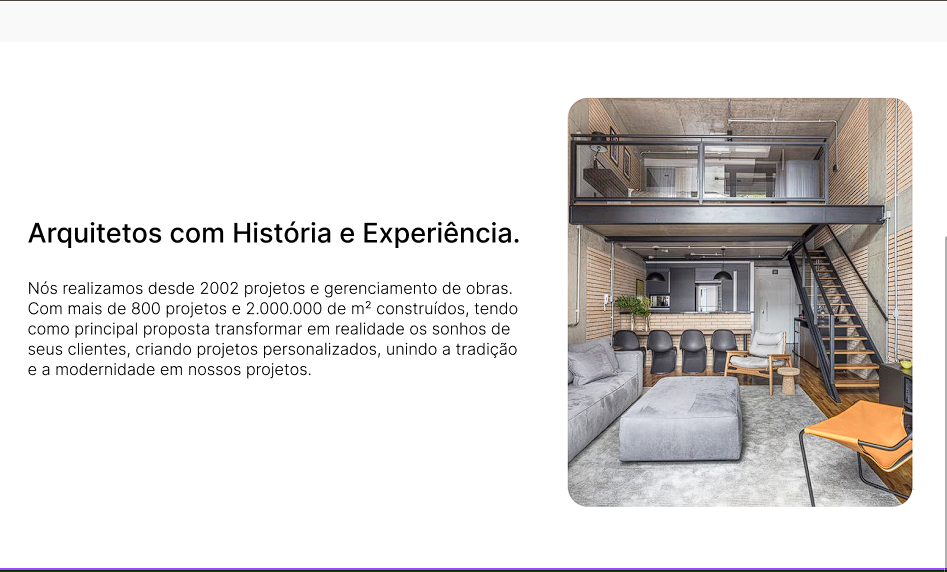 Arquitetos com História e Experiência.
Nós realizamos desde 2002 projetos e gerenciamento de obras.
Com mais de 800 projetos e 2.000.000 de m² construídos, tendo
como principal proposta transformar em realidade os sonhos de
seus clientes, criando projetos personalizados, unindo a tradição
e a modernidade em nossos projetos.